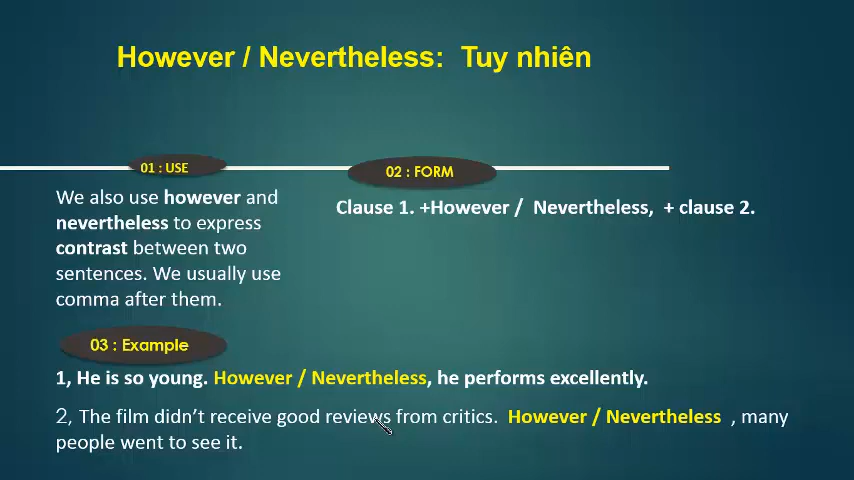 However / Nevertheless: Tuy nhiên
01 : USE
We also use however and
nevertheless to express
contrast between two
sentences. We usually use
comma after them.
02 : FORM
Clause 1. +However / Nevertheless, + clause 2.
03 : Example
1, He is so young. However / Nevertheless, he performs excellently.
2, The film didn't receive good reviews from critics. However / Nevertheless , many
people went to see it.